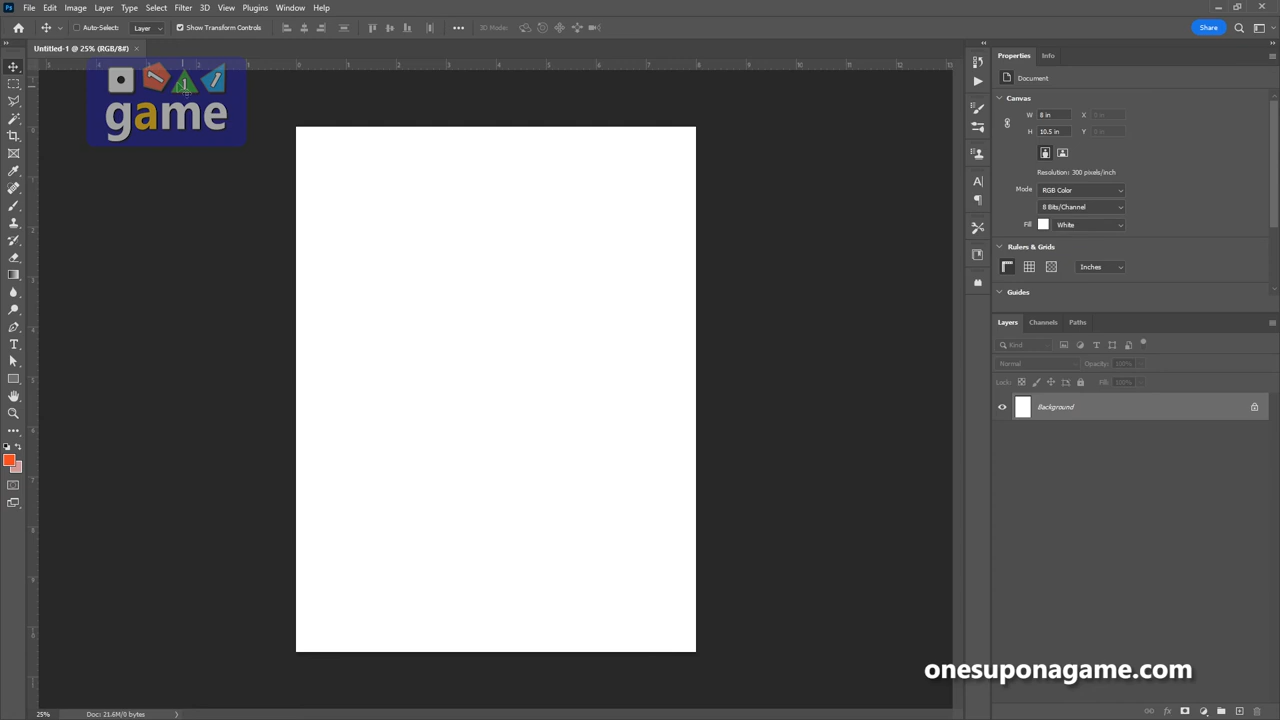 Ps File Edit Image Layer Type Select Filter 3D View Plugins Window Help
Auto-Select: Layer Show Transform Controls 3D Mode: Share
Untitled-1 @ 25% (RGB/8#) ×
1
game
Properties Info
Document
Canvas
W 8 in X
H 10.5 in Y
Resolution: 300 pixels/inch
Mode RGB Color
8 Bits/Channel
Fill White
Rulers & Grids
Inches
Guides
Layers Channels Paths
Kind
Normal Opacity: 100%
Lock: Fill: 100%
Background
onesuponagame.com
25% Doc: 21.6M/0 bytes